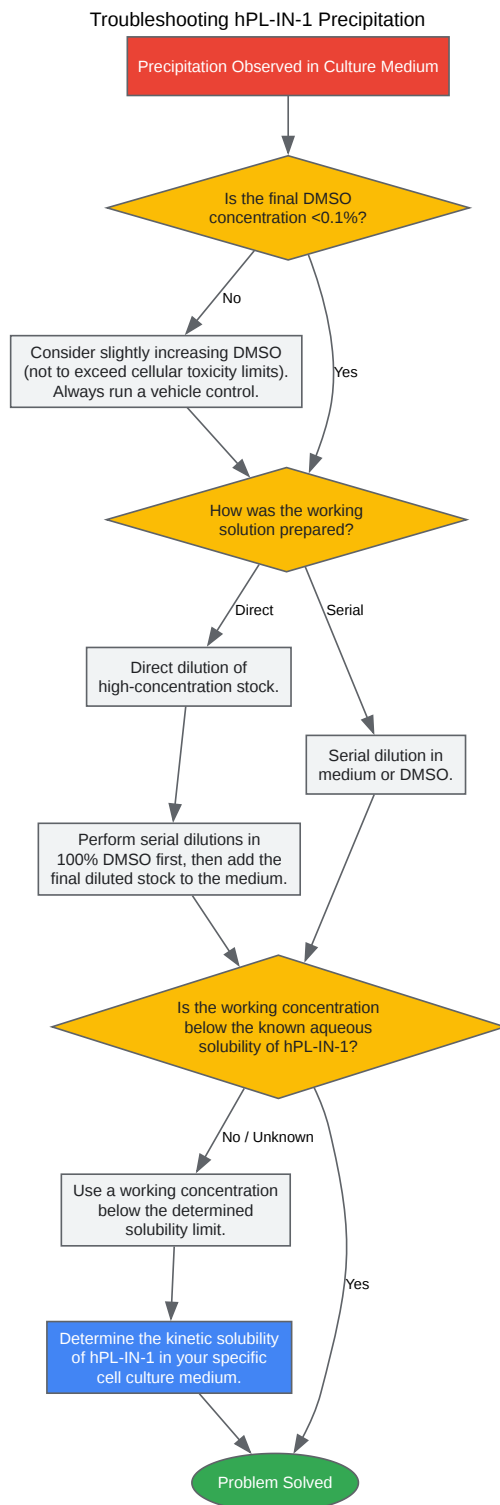 Troubleshooting hPL-IN-1 Precipitation
Precipitation Observed in Culture Medium
Is the final DMSO
concentration <0.1%?
No
Yes
Consider slightly increasing DMSO
(not to exceed cellular toxicity limits).
Always run a vehicle control.
How was the working
solution prepared?
Direct
Serial
Direct dilution of
high-concentration stock.
Serial dilution in
medium or DMSO.
Perform serial dilutions in
100% DMSO first, then add the
final diluted stock to the medium.
Is the working concentration
below the known aqueous
solubility of hPL-IN-1?
No / Unknown
Use a working concentration
below the determined
solubility limit.
Yes
Determine the kinetic solubility
of hPL-IN-1 in your specific
cell culture medium.
Problem Solved